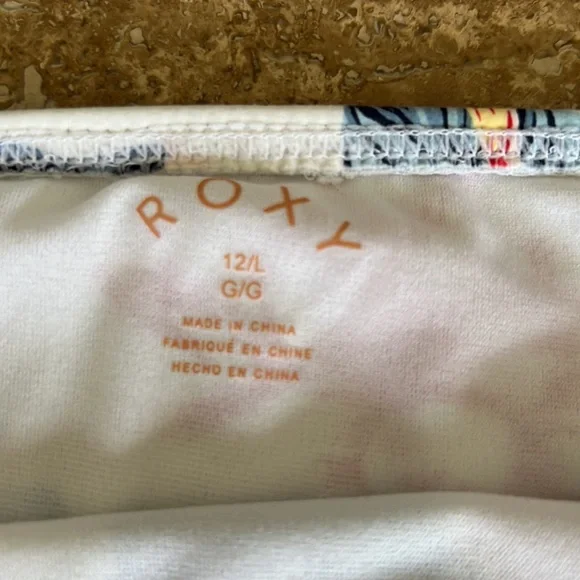 ROXY
12/L
G/G
MADE IN CHINA
FABRIQUÉ EN CHINE
HECHO EN CHINA